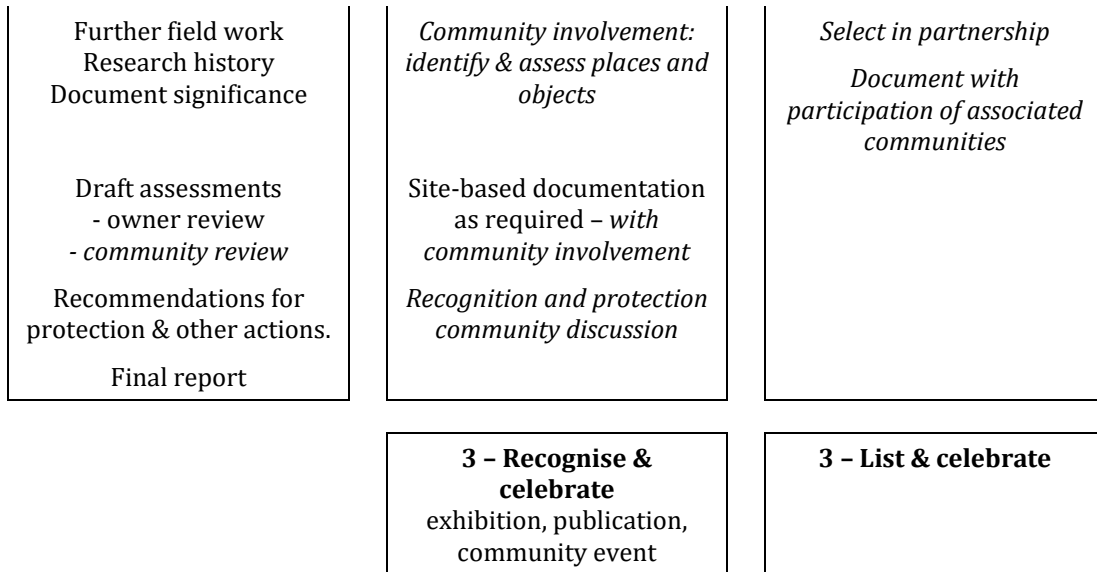 Further field work
Research history
Document significance
Draft assessments
- owner review
- community review
Recommendations for
protection & other actions.
Final report
Community involvement:
identify & assess places and
objects
Site-based documentation
as required – with
community involvement
Recognition and protection
community discussion
Select in partnership
Document with
participation of associated
communities
3 – Recognise &
celebrate
exhibition, publication,
community event
3 – List & celebrate